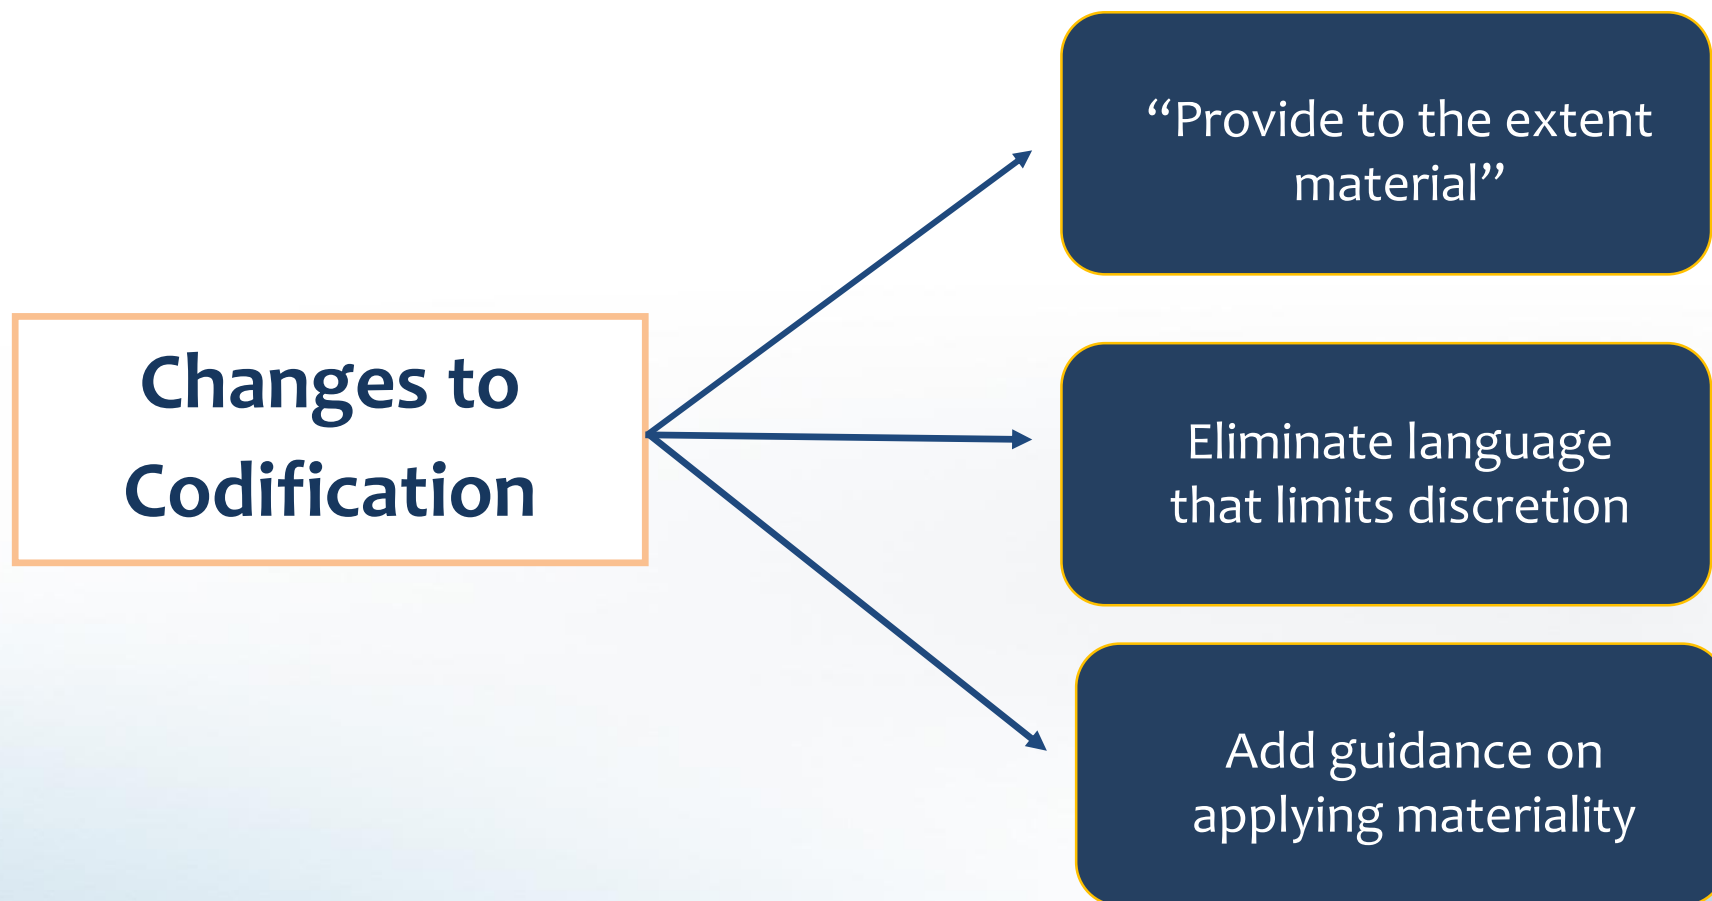 Changes to
Codification
“Provide to the extent
material”
Eliminate language
that limits discretion
Add guidance on
applying materiality